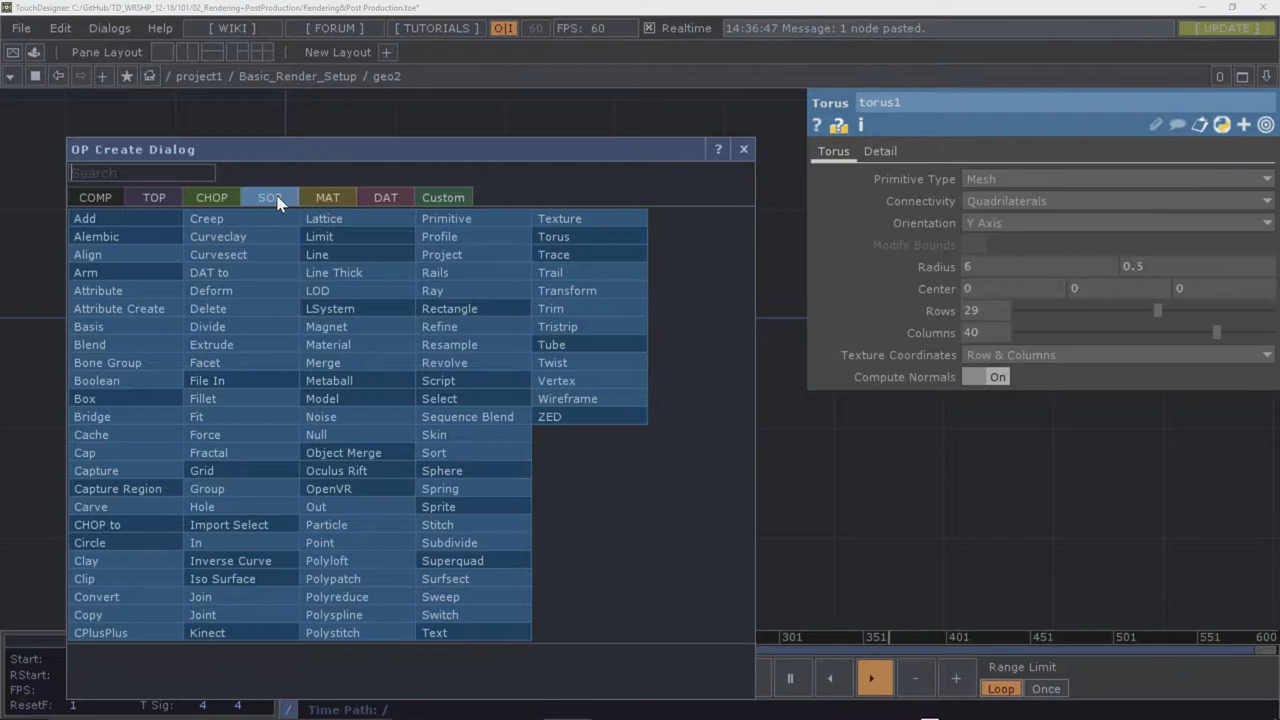 TouchDesigner: C:/GitHub/TD_WRSHP_12-18/101/02_Rendering+PostProduction/Rendering&Post Production.toe*
File Edit Dialogs Help [ WIKI ] [ FORUM ] [ TUTORIALS ] O|I 60 FPS: 60 Realtime 14:36:47 Message: 1 node pasted. [ UPDATE ]
Pane Layout New Layout +
/ project1 / Basic_Render_Setup / geo2 0
Torus torus1
OP Create Dialog ? x
Torus Detail
Search
Primitive Type Mesh
COMP TOP CHOP SOP MAT DAT Custom
Connectivity Quadrilaterals
Add Creep Lattice Primitive Texture
Orientation Y Axis
Alembic Curveclay Limit Profile Torus
Modify Bounds
Align Curvesect Line Project Trace
Radius 6 0.5
Arm DAT to Line Thick Rails Trail
Center 0 0 0
Attribute Deform LOD Ray Transform
Rows 29
Attribute Create Delete LSystem Rectangle Trim
Columns 40
Basis Divide Magnet Refine Tristrip
Blend Extrude Material Resample Tube
Texture Coordinates Row & Columns
Bone Group Facet Merge Revolve Twist
Compute Normals On
Boolean File In Metaball Script Vertex
Box Fillet Model Select Wireframe
Bridge Fit Noise Sequence Blend ZED
Cache Force Null Skin
Cap Fractal Object Merge Sort
Capture Grid Oculus Rift Sphere
Capture Region Group OpenVR Spring
Carve Hole Out Sprite
CHOP to Import Select Particle Stitch
Circle In Point Subdivide
Clay Inverse Curve Polyloft Superquad
Clip Iso Surface Polypatch Surfsect
Convert Join Polyreduce Sweep
Copy Joint Polyspline Switch
CPlusPlus Kinect Polystitch Text
301 351 401 451 501 551 600
Start:
RStart:
FPS:
Range Limit
Loop Once
ResetF: 1 T Sig: 4 4 / Time Path: /